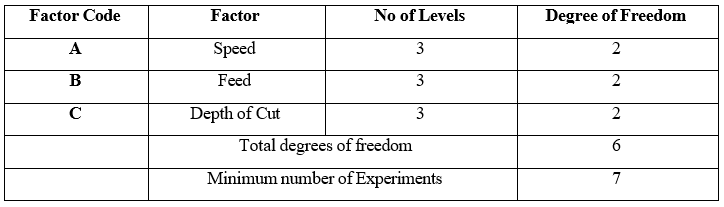 Factor Code Factor No of Levels Degree of Freedom
A Speed 3 2
B Feed 3 2
C Depth of Cut 3 2
Total degrees of freedom 6
Minimum number of Experiments 7